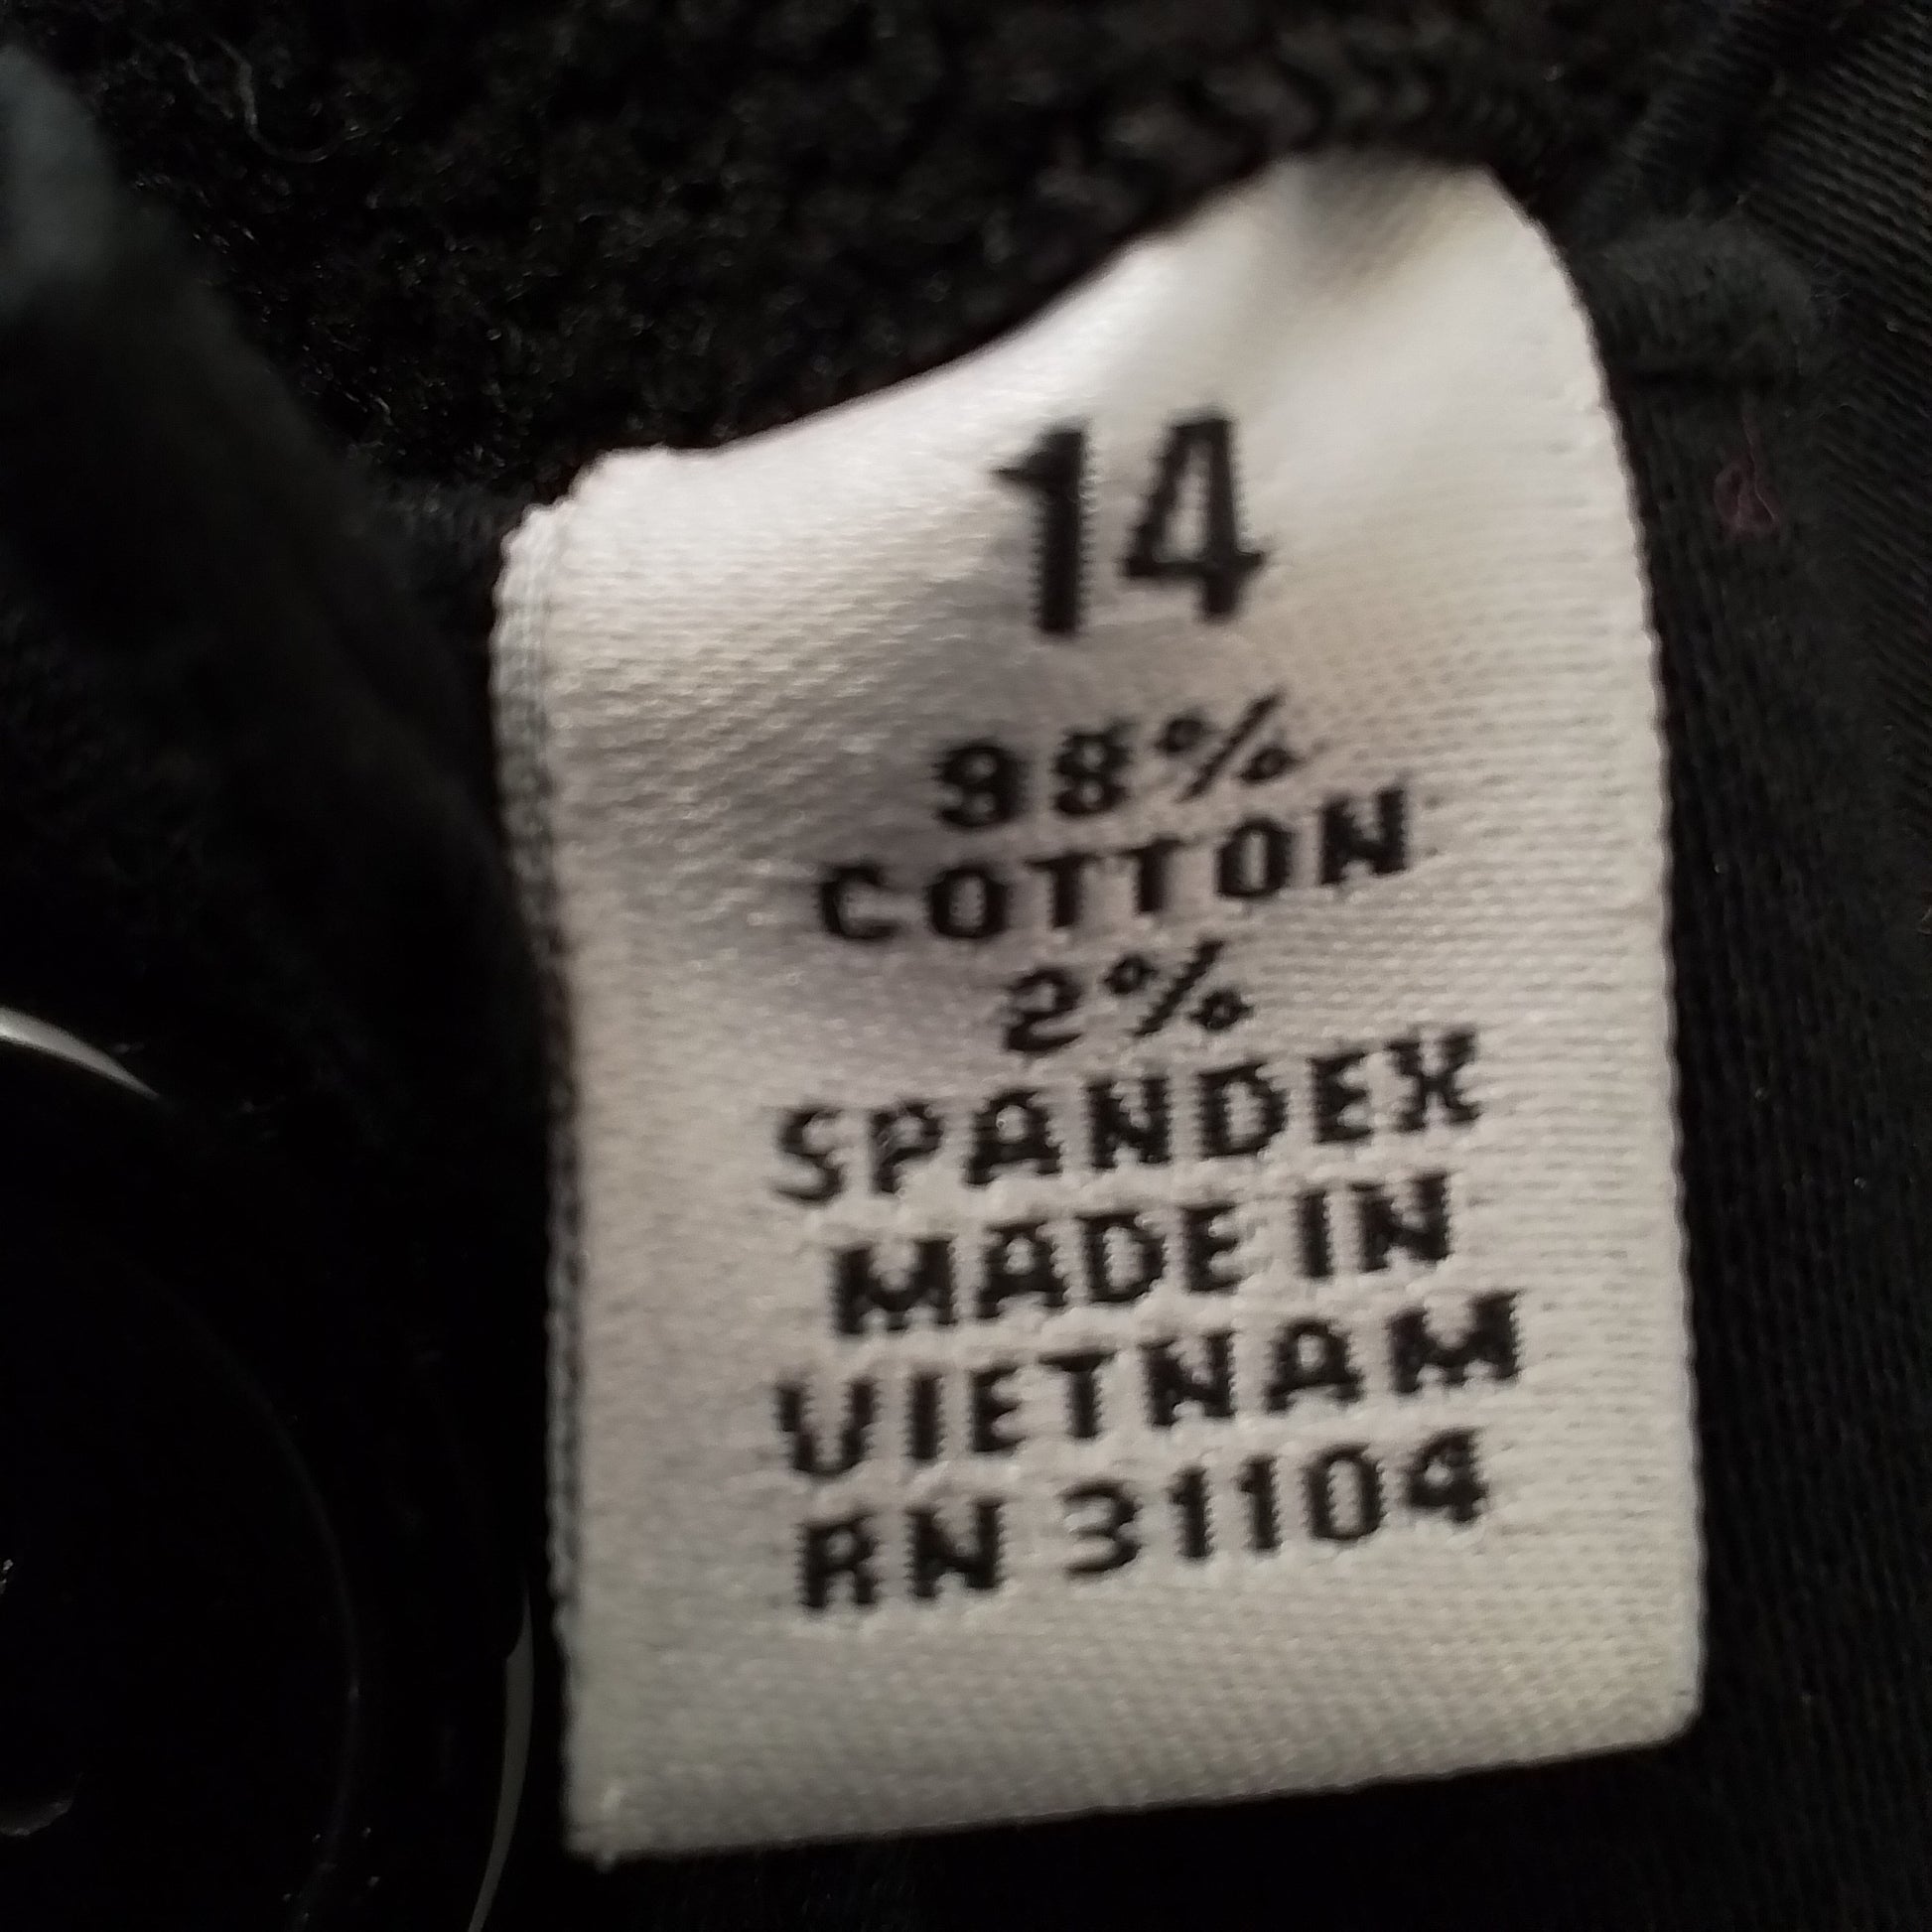 14
98%
COTTON
2%
SPANDEX
MADE IN
VIETNAM
RN 31104